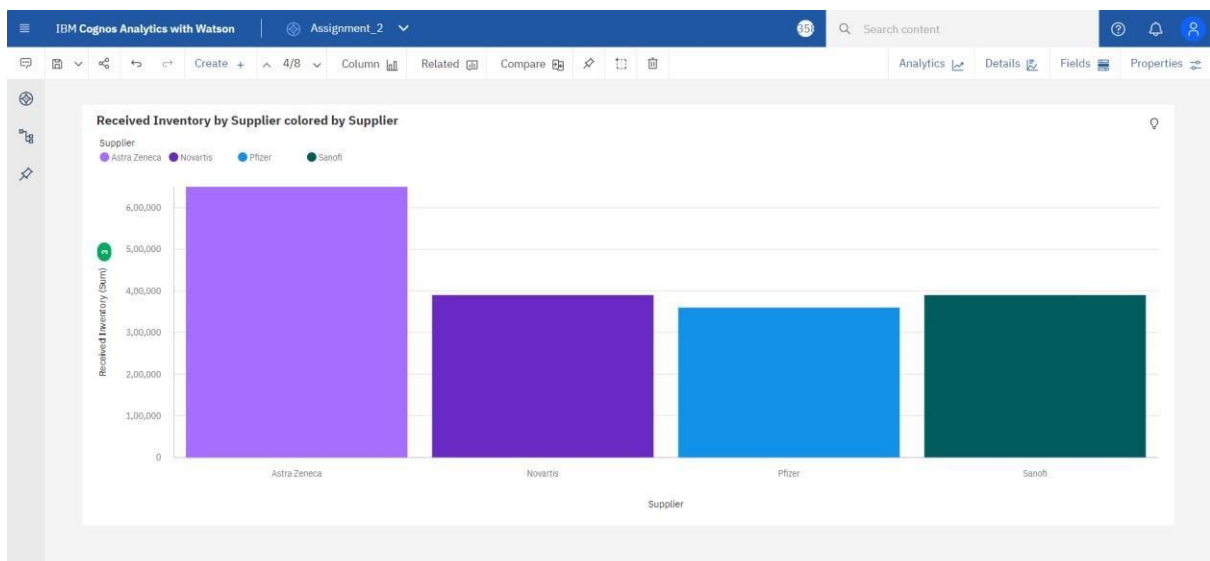 IBM Cognos Analytics with Watson
Assignment_2
Search content
Create + 4/8 Column Related Compare
Analytics Details Fields Properties
Received Inventory by Supplier colored by Supplier
Supplier
Astra Zeneca Novartis Pfizer Sanofi
6,00,000
5,00,000
4,00,000
3,00,000
2,00,000
1,00,000
0
Received Inventory (Sum)
Astra Zeneca Novartis Pfizer Sanofi
Supplier